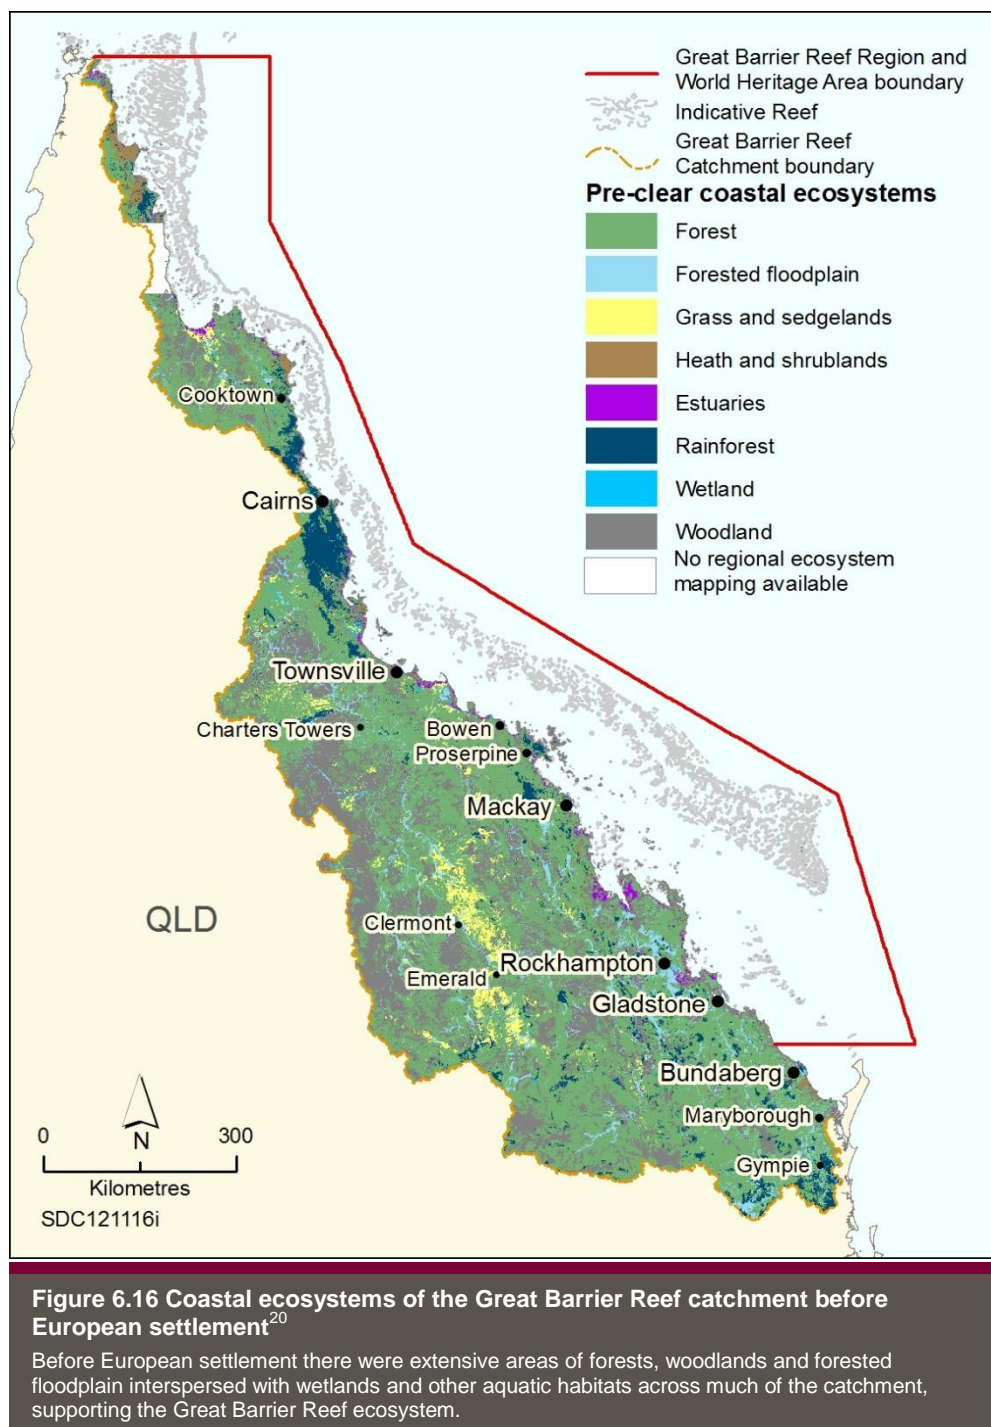 Great Barrier Reef Region and
World Heritage Area boundary
Indicative Reef
Great Barrier Reef
Catchment boundary
Pre-clear coastal ecosystems
Forest
Forested floodplain
Grass and sedgelands
Heath and shrublands
Estuaries
Rainforest
Wetland
Woodland
No regional ecosystem
mapping available
Cooktown
Cairns
Townsville
Charters Towers
Bowen
Proserpine
Mackay
QLD
Clermont
Emerald
Rockhampton
Gladstone
Bundaberg
Maryborough
Gympie
0 N 300
Kilometres
SDC121116i
Figure 6.16 Coastal ecosystems of the Great Barrier Reef catchment before
European settlement20
Before European settlement there were extensive areas of forests, woodlands and forested
floodplain interspersed with wetlands and other aquatic habitats across much of the catchment,
supporting the Great Barrier Reef ecosystem.